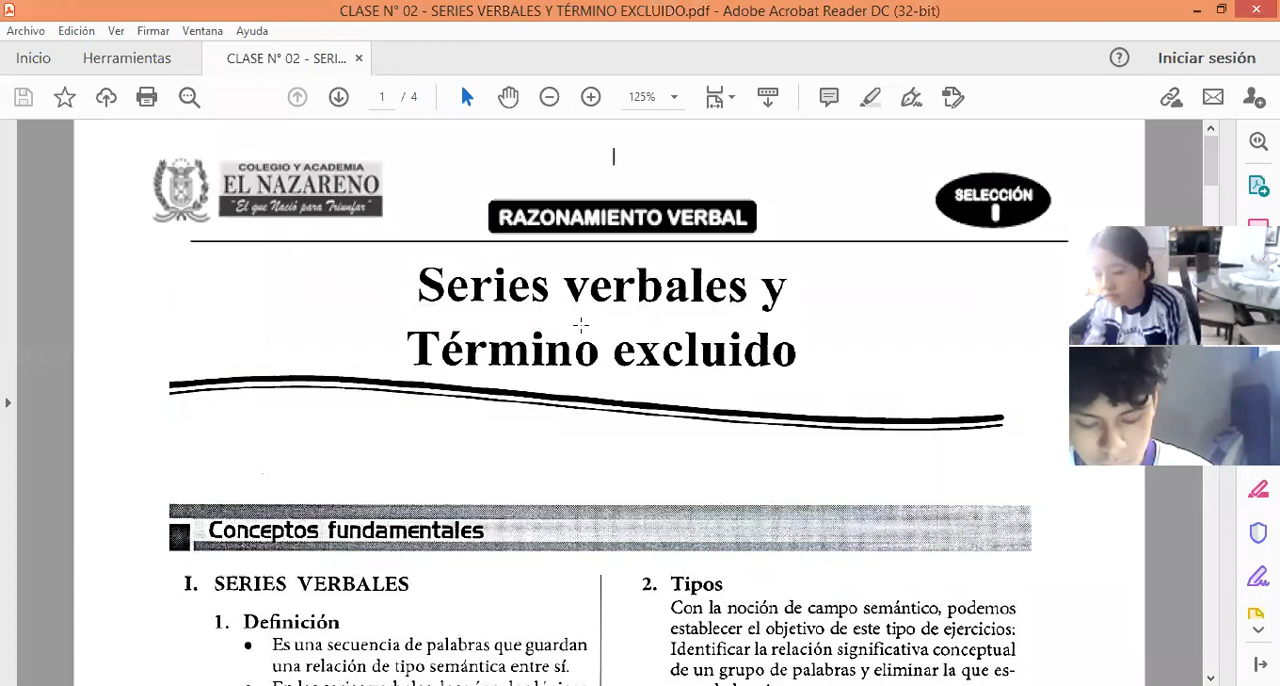 CLASE N° 02 - SERIES VERBALES Y TÉRMINO EXCLUIDO.pdf - Adobe Acrobat Reader DC (32-bit)
Archivo Edición Ver Firmar Ventana Ayuda
Inicio Herramientas CLASE N° 02 - SERI... × Iniciar sesión
1 / 4 125%
COLEGIO Y ACADEMIA
EL NAZARENO
"El que Nació para Triunfar"
RAZONAMIENTO VERBAL
SELECCIÓN
I
Series verbales y
Término excluido
Conceptos fundamentales
I. SERIES VERBALES
1. Definición
• Es una secuencia de palabras que guardan
una relación de tipo semántica entre sí.
2. Tipos
Con la noción de campo semántico, podemos
establecer el objetivo de este tipo de ejercicios:
Identificar la relación significativa conceptual
de un grupo de palabras y eliminar la que es-